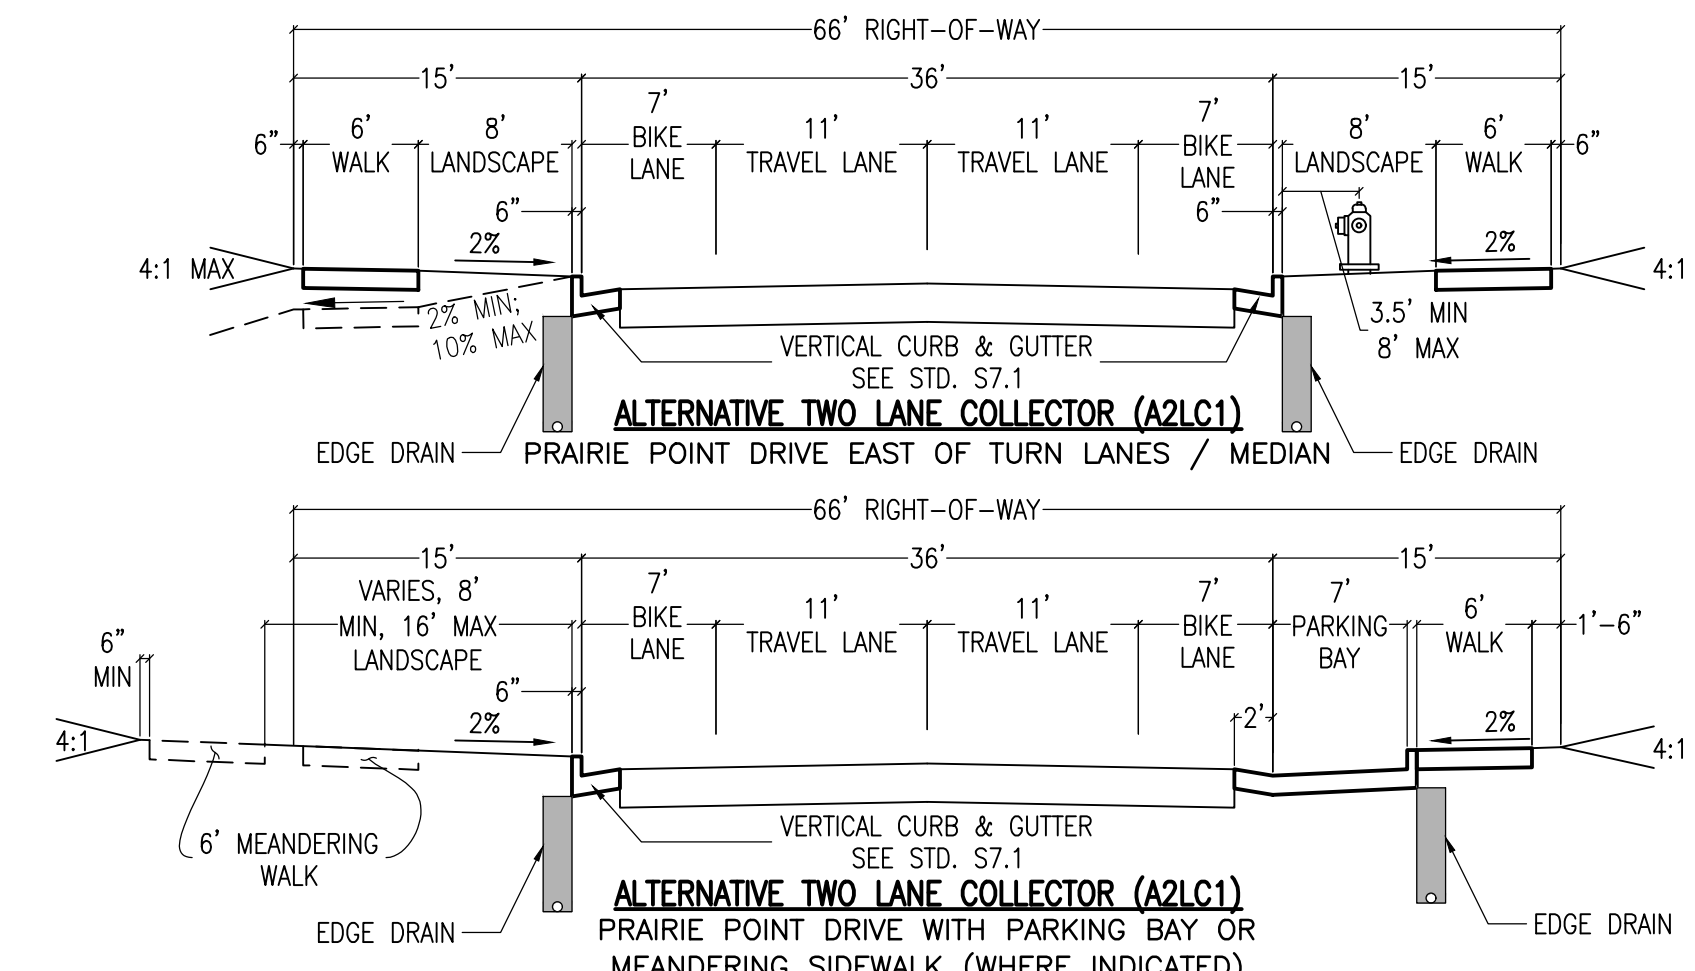 66' RIGHT-OF-WAY
15' 36' 15'
6" 6' WALK 8' LANDSCAPE 7' BIKE LANE 11' TRAVEL LANE 11' TRAVEL LANE 7' BIKE LANE 8' LANDSCAPE 6' WALK 6"
6" 6"
2% 2%
4:1 MAX 4:1
2% MIN;
10% MAX
3.5' MIN
8' MAX
VERTICAL CURB & GUTTER
SEE STD. S7.1
ALTERNATIVE TWO LANE COLLECTOR (A2LC1)
EDGE DRAIN PRAIRIE POINT DRIVE EAST OF TURN LANES / MEDIAN EDGE DRAIN
66' RIGHT-OF-WAY
15' 36' 15'
VARIES, 8'
MIN, 16' MAX
LANDSCAPE
7' BIKE LANE 11' TRAVEL LANE 11' TRAVEL LANE 7' BIKE LANE 7' PARKING BAY 6' WALK 1'-6"
6"
MIN
6"
2% 2' 2%
4:1 4:1
6' MEANDERING
WALK
VERTICAL CURB & GUTTER
SEE STD. S7.1
ALTERNATIVE TWO LANE COLLECTOR (A2LC1)
EDGE DRAIN PRAIRIE POINT DRIVE WITH PARKING BAY OR EDGE DRAIN
MEANDERING SIDEWALK (WHERE INDICATED)